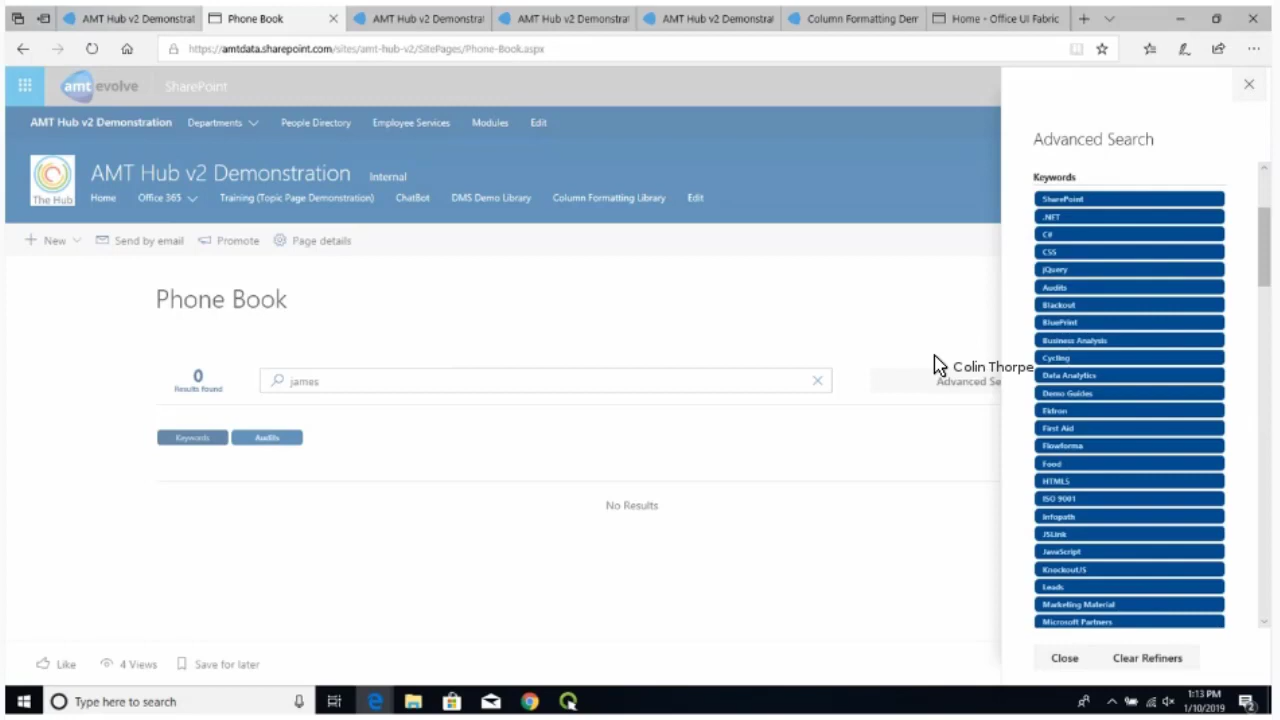 AMT Hub v2 Demonstrat
Phone Book
AMT Hub v2 Demonstrat
AMT Hub v2 Demonstrat
AMT Hub v2 Demonstrat
Column Formatting Dem
Home - Office UI Fabric
https://amtdata.sharepoint.com/sites/amt-hub-v2/SitePages/Phone-Book.aspx
amt evolve
SharePoint
AMT Hub v2 Demonstration
Departments
People Directory
Employee Services
Modules
Edit
The Hub
AMT Hub v2 Demonstration
Internal
Home
Office 365
Training (Topic Page Demonstration)
ChatBot
DMS Demo Library
Column Formatting Library
Edit
New
Send by email
Promote
Page details
Phone Book
0
Results Found
james
Advanced Se
Colin Thorpe
Keywords
Audits
No Results
Like
4 Views
Save for later
Advanced Search
Keywords
SharePoint
.NET
C#
CSS
jQuery
Audits
Blackout
BluePrint
Business Analysis
Cycling
Data Analytics
Demo Guides
Ektron
First Aid
Flowforma
Food
HTML5
ISO 9001
Infopath
JSLink
JavaScript
KnockoutJS
Leads
Marketing Material
Microsoft Partners
Close
Clear Refiners
Type here to search
1:13 PM
1/10/2019
2